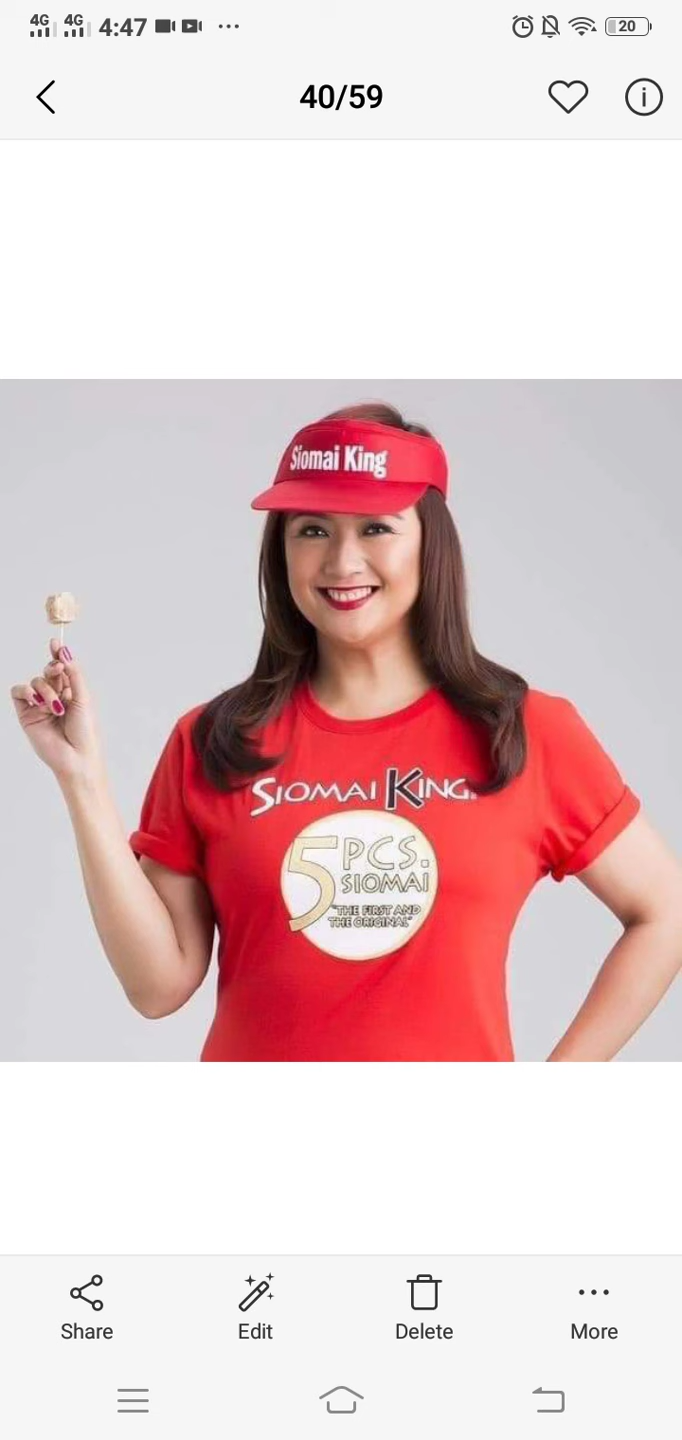 4G 4G 4:47
20
40/59
Siomai King
SIOMAI KING.
5 PCS.
SIOMAI
"THE FIRST AND
THE ORIGINAL"
Share Edit Delete More